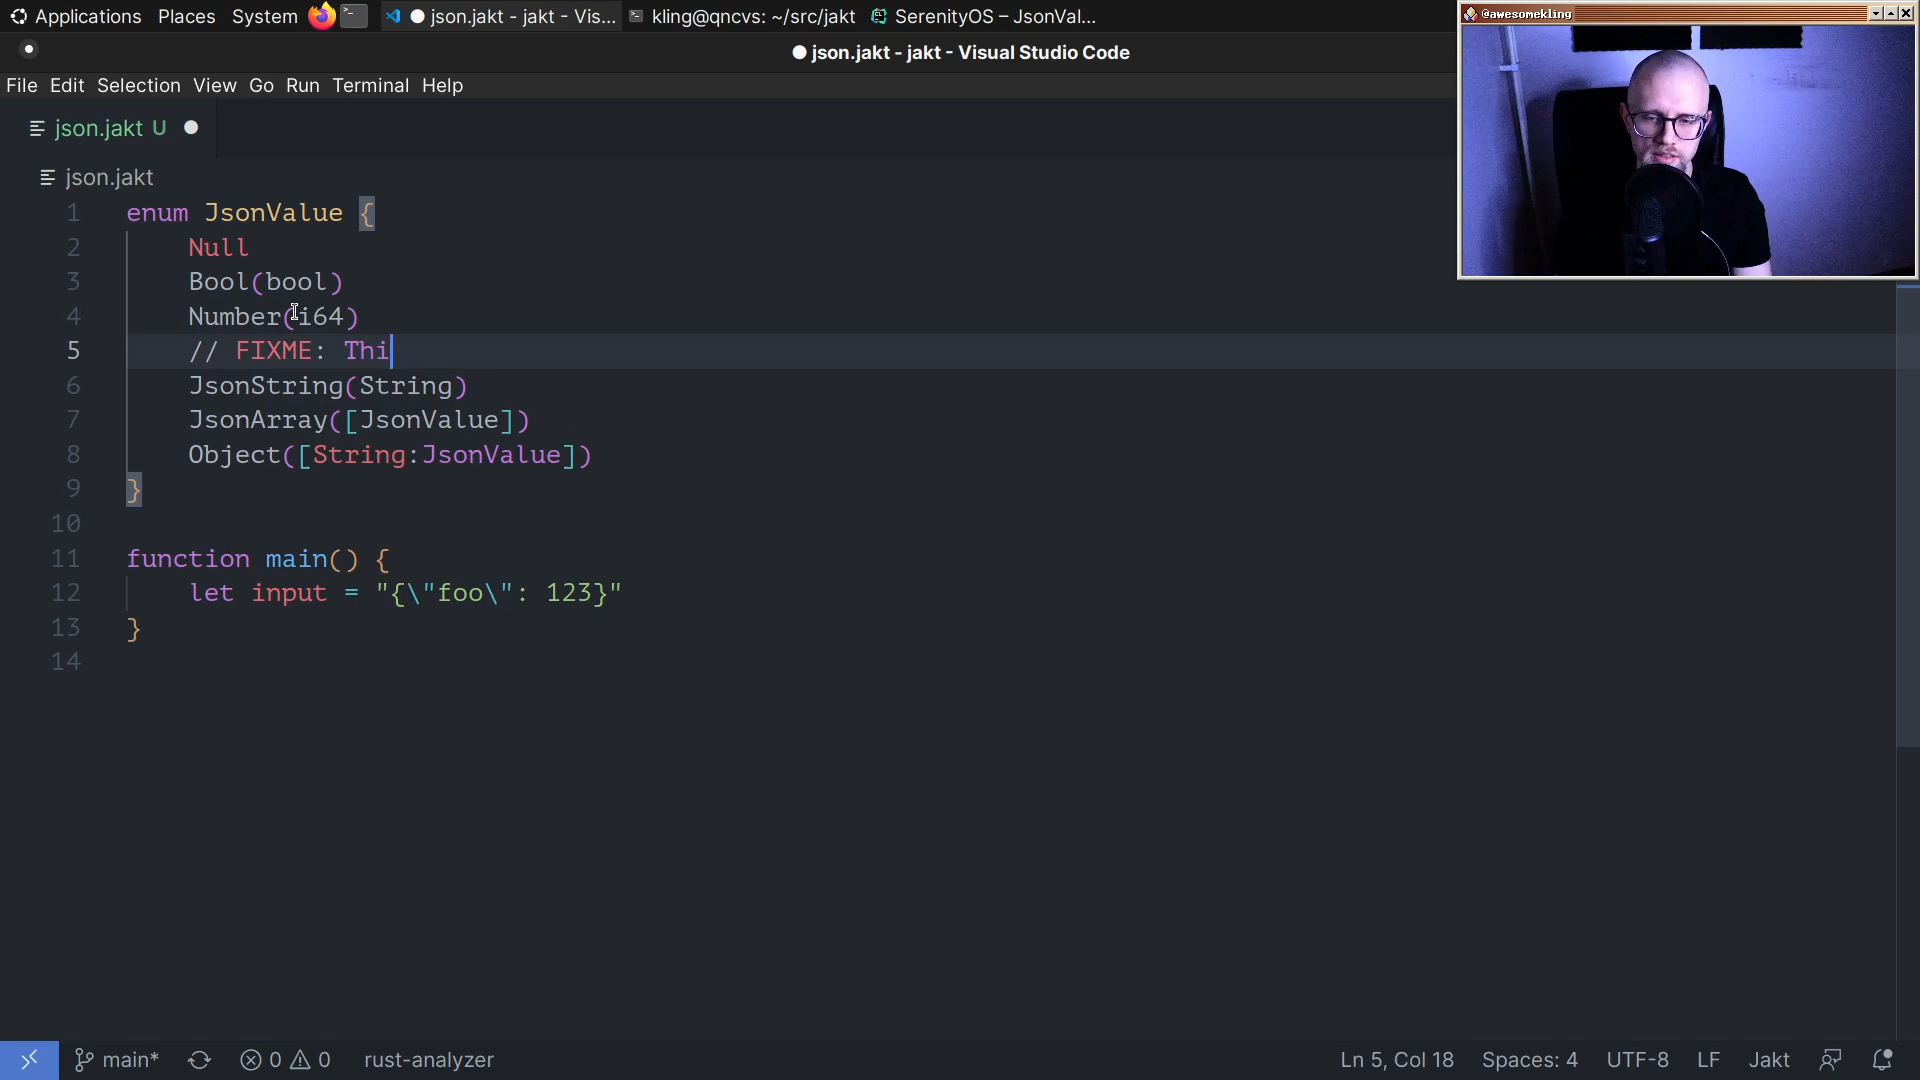 Applications Places System json.jakt - jakt - Vis... kling@qncvs: ~/src/jakt SerenityOS – JsonVal...
@awesomekling
json.jakt - jakt - Visual Studio Code
File Edit Selection View Go Run Terminal Help
json.jakt U
json.jakt
1 enum JsonValue {
2 Null
3 Bool(bool)
4 Number(i64)
5 // FIXME: Thi
6 JsonString(String)
7 JsonArray([JsonValue])
8 Object([String:JsonValue])
9 }
10
11 function main() {
12 let input = "{\"foo\": 123}"
13 }
14
main* 0 0 rust-analyzer Ln 5, Col 18 Spaces: 4 UTF-8 LF Jakt